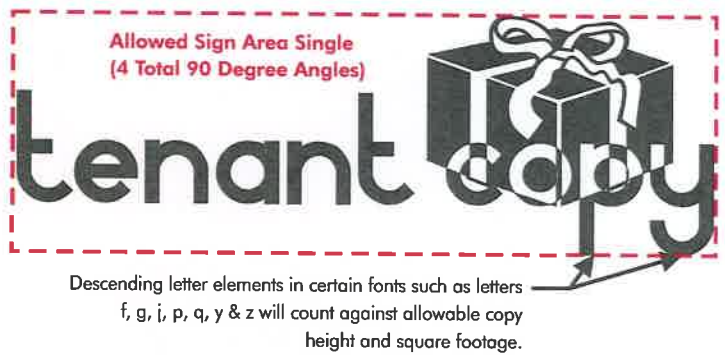 Allowed Sign Area Single
(4 Total 90 Degree Angles)
tenant copy
Descending letter elements in certain fonts such as letters
f, g, j, p, q, y & z will count against allowable copy
height and square footage.